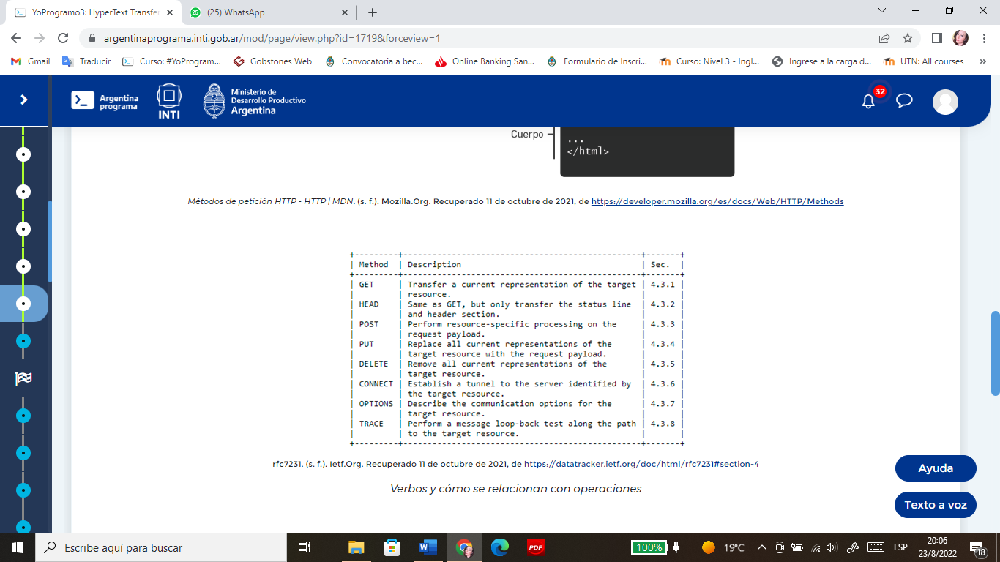 YoProgramo3: HyperText Transfer
25
(25) WhatsApp
argentinaprograma.inti.gob.ar/mod/page/view.php?id=1719&forceview=1
Gmail
Traducir
Curso: #YoProgram...
Gobstones Web
Convocatoria a bec...
Online Banking San...
Formulario de Inscri...
Curso: Nivel 3 - Ingl...
Ingrese a la carga d...
UTN: All courses
»
Argentina
programa
INTI
Ministerio de
Desarrollo Productivo
Argentina
32
Cuerpo
...
</html>
Métodos de petición HTTP - HTTP | MDN. (s. f.). Mozilla.Org. Recuperado 11 de octubre de 2021, de https://developer.mozilla.org/es/docs/Web/HTTP/Methods
+---------+-------------------------------------------------+-------+
| Method | Description | Sec. |
+---------+-------------------------------------------------+-------+
| GET | Transfer a current representation of the target | 4.3.1 |
| | resource. | |
| HEAD | Same as GET, but only transfer the status line | 4.3.2 |
| | and header section. | |
| POST | Perform resource-specific processing on the | 4.3.3 |
| | request payload. | |
| PUT | Replace all current representations of the | 4.3.4 |
| | target resource with the request payload. | |
| DELETE | Remove all current representations of the | 4.3.5 |
| | target resource. | |
| CONNECT | Establish a tunnel to the server identified by | 4.3.6 |
| | the target resource. | |
| OPTIONS | Describe the communication options for the | 4.3.7 |
| | target resource. | |
| TRACE | Perform a message loop-back test along the path | 4.3.8 |
| | to the target resource. | |
+---------+-------------------------------------------------+-------+
rfc7231. (s. f.). Ietf.Org. Recuperado 11 de octubre de 2021, de https://datatracker.ietf.org/doc/html/rfc7231#section-4
Verbos y cómo se relacionan con operaciones
Ayuda
Texto a voz
Escribe aquí para buscar
W
PDF
100%
19°C
ESP
20:06
23/8/2022
18